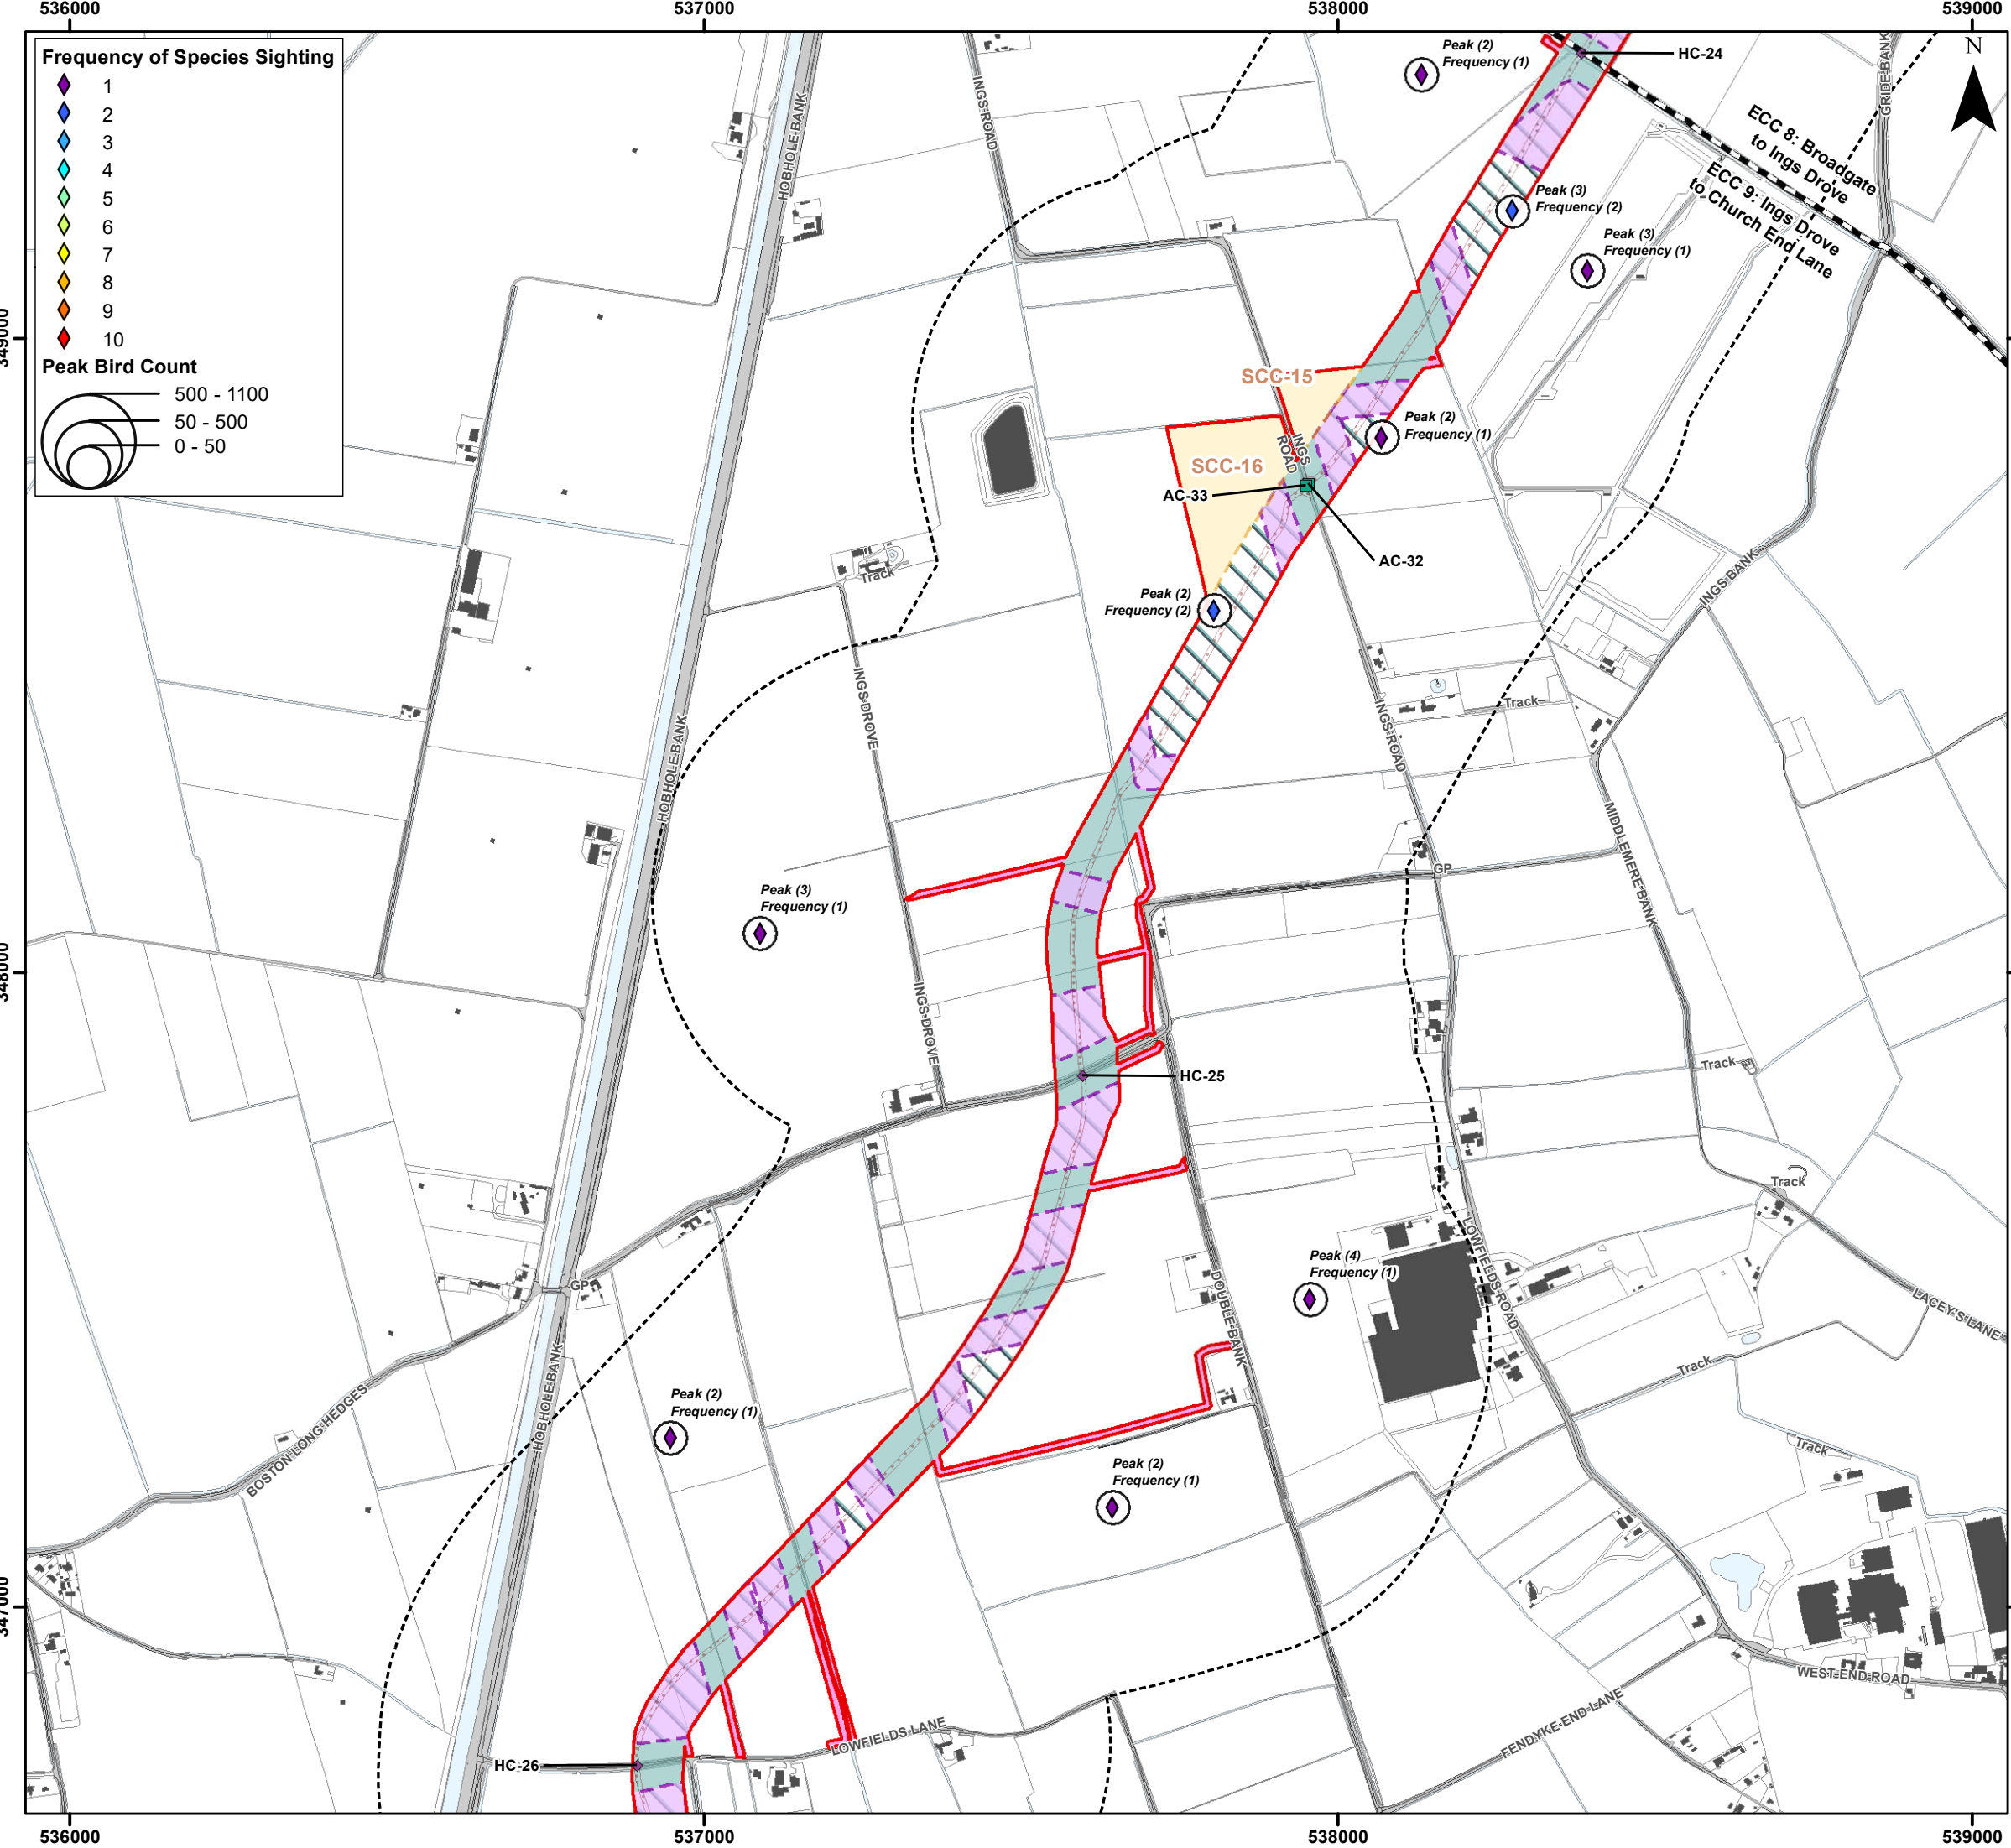 536000
537000
538000
539000
Frequency of Species Sighting
1
2
3
4
5
6
7
8
9
10
Peak Bird Count
500 - 1100
50 - 500
0 - 50
N
HC-24
Peak (2)
Frequency (1)
GRIDE BANK
HOBHOLE BANK
INGS ROAD
ECC 8: Broadgate
to Ings Drove
ECC 9: Ings Drove
to Church End Lane
Peak (3)
Frequency (2)
Peak (3)
Frequency (1)
349000
SCC-15
Peak (2)
Frequency (1)
INGS
ROAD
SCC-16
AC-33
AC-32
Track
INGS BANK
Peak (2)
Frequency (2)
INGS DROVE
HOBHOLE BANK
INGS ROAD
Track
MIDDLEMERE BANK
GP
Peak (3)
Frequency (1)
348000
INGS DROVE
HC-25
Track
Track
LOWFIELDS ROAD
Peak (4)
Frequency (1)
DOUBLE BANK
GP
LACEY'S LANE
Track
HOBHOLE BANK
BOSTON LONG HEDGES
Peak (2)
Frequency (1)
Track
Peak (2)
Frequency (1)
347000
WEST END ROAD
FENDYKE END LANE
LOWFIELDS LANE
HC-26
536000
537000
538000
539000